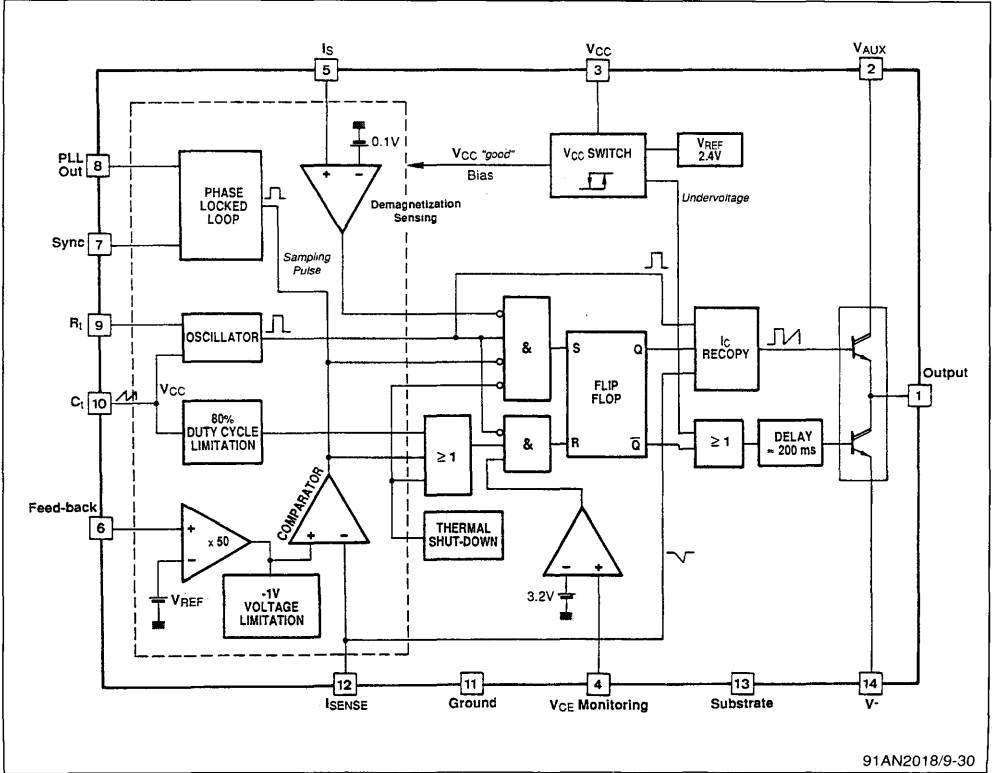 IS
VCC
VAUX
5
3
2
0.1V
VCC "good"
Bias
VCC SWITCH
VREF
2.4V
Undervoltage
PLL
Out
8
PHASE
LOCKED
LOOP
+ −
Demagnetization
Sensing
Sync 7
Sampling
Pulse
Rt
9
OSCILLATOR
&
S Q
IC
RECOPY
FLIP
FLOP
Output
1
Ct
10
VCC
80%
DUTY CYCLE
LIMITATION
≥ 1
&
R Q̅
≥ 1
DELAY
≈ 200 ms
COMPARATOR
+ −
Feed-back
6
+
−
x 50
THERMAL
SHUT-DOWN
VREF
-1V
VOLTAGE
LIMITATION
− +
3.2V
12
11
4
13
14
ISENSE
Ground
VCE Monitoring
Substrate
V-
91AN2018/9-30